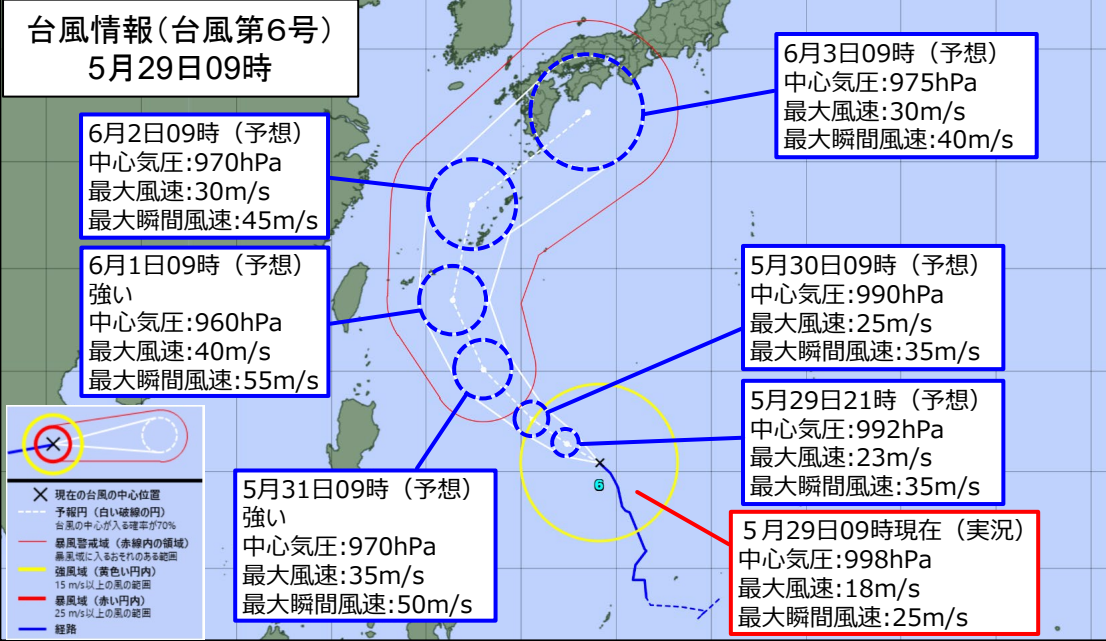 台風情報(台風第6号)
5月29日09時
6月3日09時（予想）
中心気圧:975hPa
最大風速:30m/s
最大瞬間風速:40m/s
6月2日09時（予想）
中心気圧:970hPa
最大風速:30m/s
最大瞬間風速:45m/s
6月1日09時（予想）
強い
中心気圧:960hPa
最大風速:40m/s
最大瞬間風速:55m/s
5月30日09時（予想）
中心気圧:990hPa
最大風速:25m/s
最大瞬間風速:35m/s
5月29日21時（予想）
中心気圧:992hPa
最大風速:23m/s
最大瞬間風速:35m/s
5月31日09時（予想）
強い
中心気圧:970hPa
最大風速:35m/s
最大瞬間風速:50m/s
6
５月29日09時現在（実況）
中心気圧:998hPa
最大風速:18m/s
最大瞬間風速:25m/s
現在の台風の中心位置
予報円（白い破線の円）
台風の中心が入る確率が70%
暴風警戒域（赤線内の領域）
暴風域に入るおそれのある範囲
強風域（黄色い円内）
15 m/s以上の風の範囲
暴風域（赤い円内）
25 m/s以上の風の範囲
経路